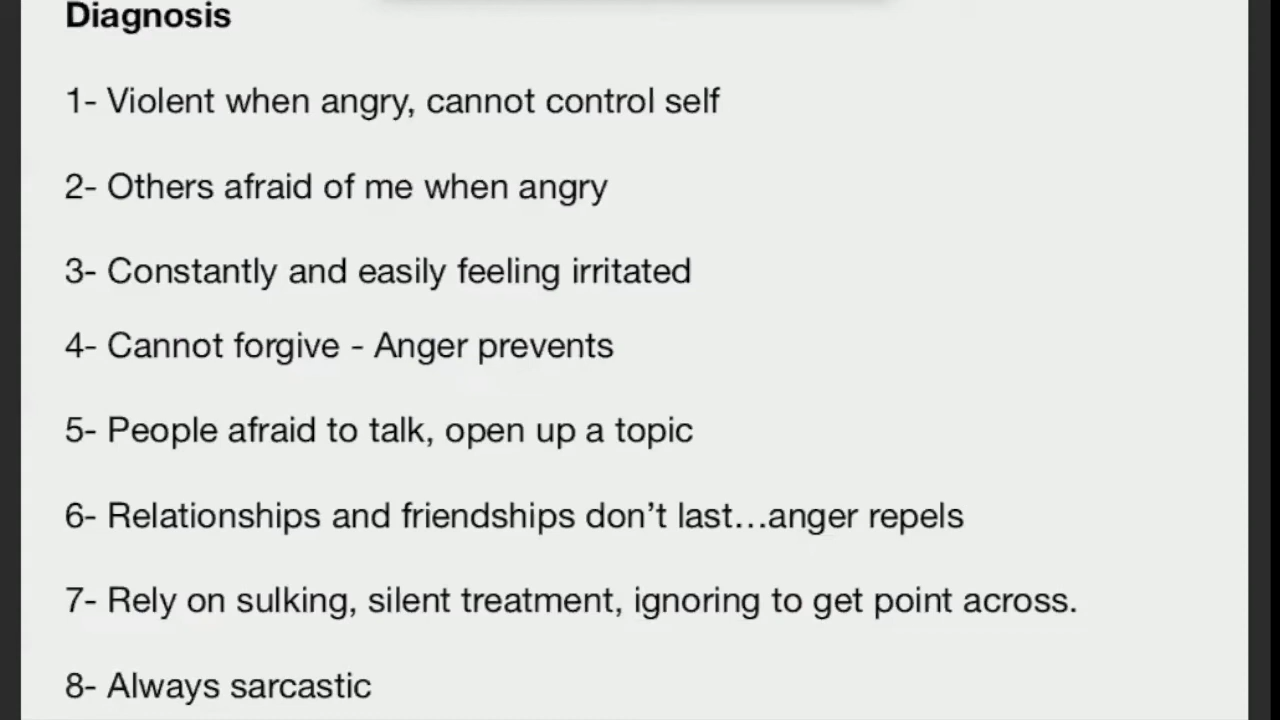 Diagnosis
1- Violent when angry, cannot control self
2- Others afraid of me when angry
3- Constantly and easily feeling irritated
4- Cannot forgive - Anger prevents
5- People afraid to talk, open up a topic
6- Relationships and friendships don’t last…anger repels
7- Rely on sulking, silent treatment, ignoring to get point across.
8- Always sarcastic